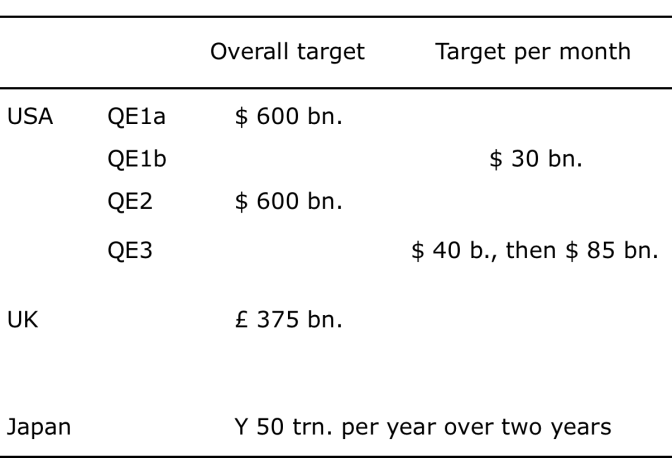 Overall target Target per month
USA QE1a $ 600 bn.
QE1b $ 30 bn.
QE2 $ 600 bn.
QE3 $ 40 b., then $ 85 bn.
UK £ 375 bn.
Japan Y 50 trn. per year over two years